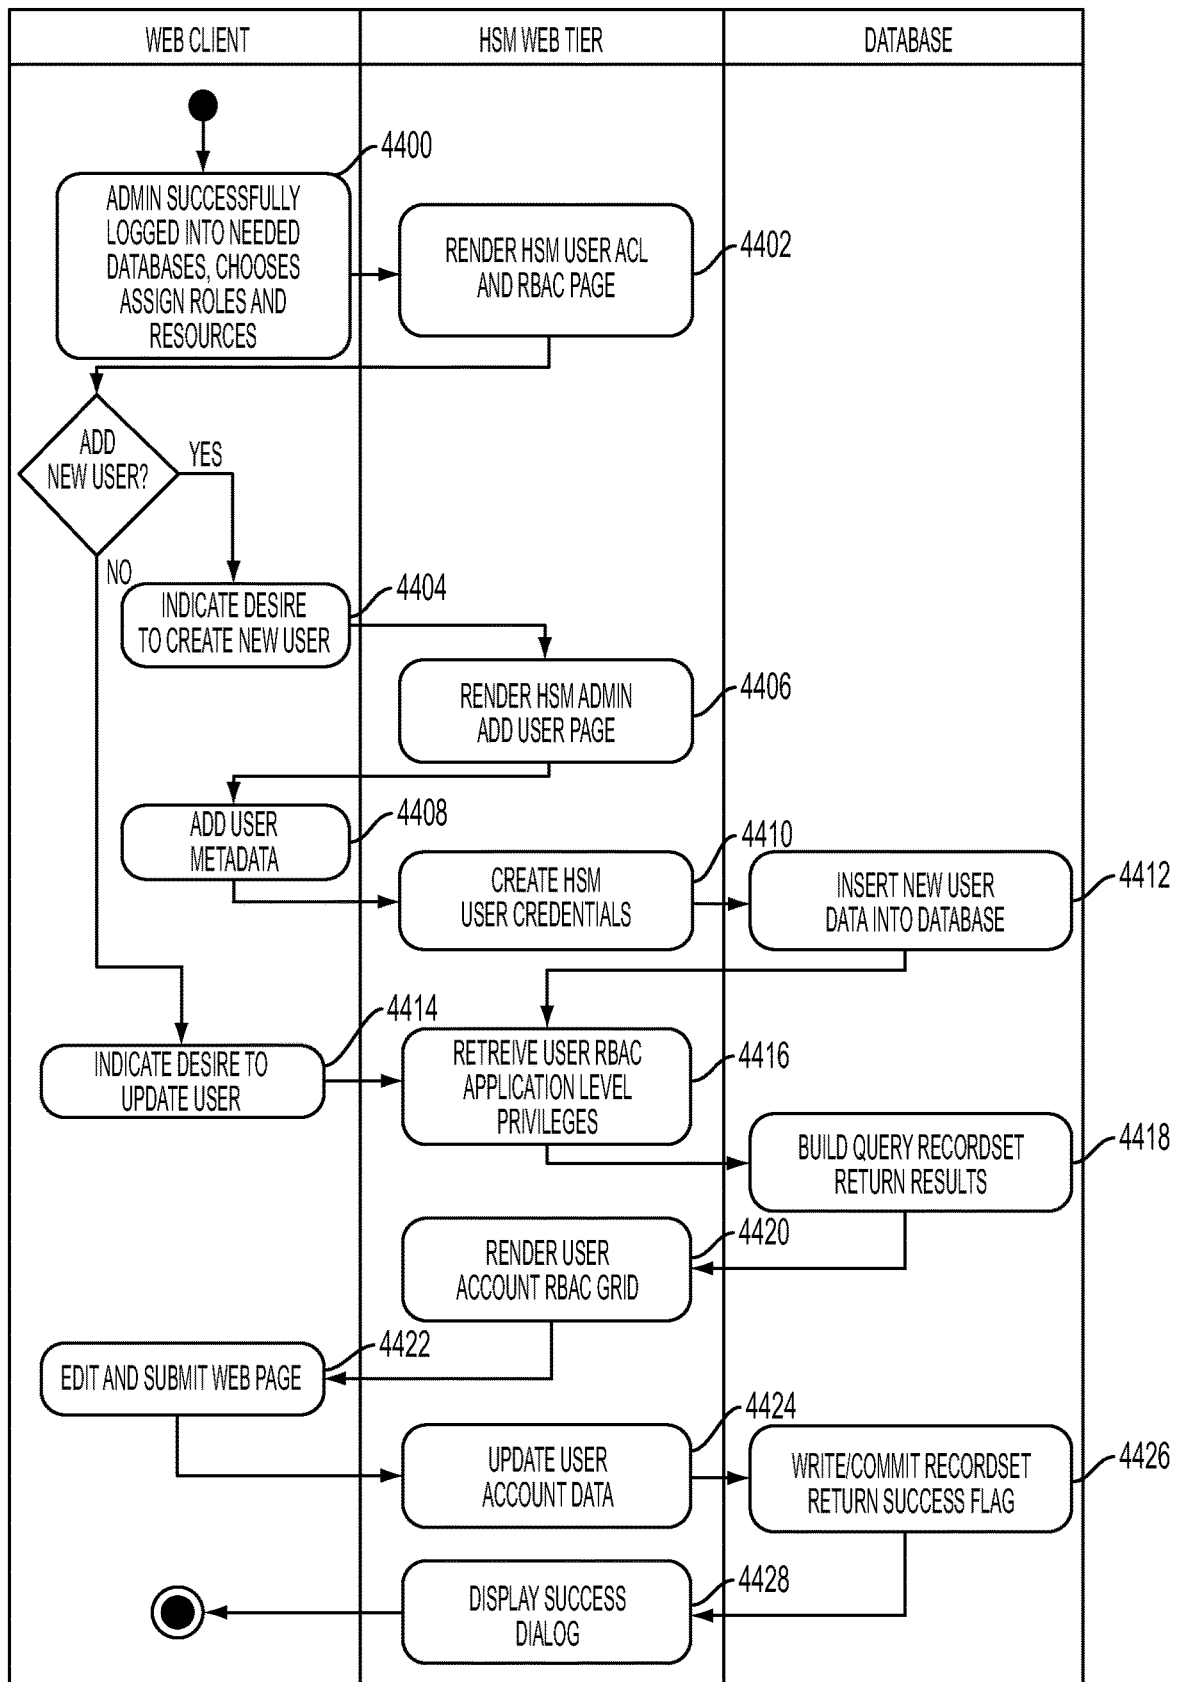 WEB CLIENT
HSM WEB TIER
DATABASE
4400
ADMIN SUCCESSFULLY
LOGGED INTO NEEDED
DATABASES, CHOOSES
ASSIGN ROLES AND
RESOURCES
RENDER HSM USER ACL
AND RBAC PAGE
4402
ADD
NEW USER?
YES
NO
INDICATE DESIRE
TO CREATE NEW USER
4404
RENDER HSM ADMIN
ADD USER PAGE
4406
ADD USER
METADATA
4408
CREATE HSM
USER CREDENTIALS
4410
INSERT NEW USER
DATA INTO DATABASE
4412
INDICATE DESIRE TO
UPDATE USER
4414
RETREIVE USER RBAC
APPLICATION LEVEL
PRIVILEGES
4416
BUILD QUERY RECORDSET
RETURN RESULTS
4418
RENDER USER
ACCOUNT RBAC GRID
4420
EDIT AND SUBMIT WEB PAGE
4422
UPDATE USER
ACCOUNT DATA
4424
WRITE/COMMIT RECORDSET
RETURN SUCCESS FLAG
4426
DISPLAY SUCCESS
DIALOG
4428